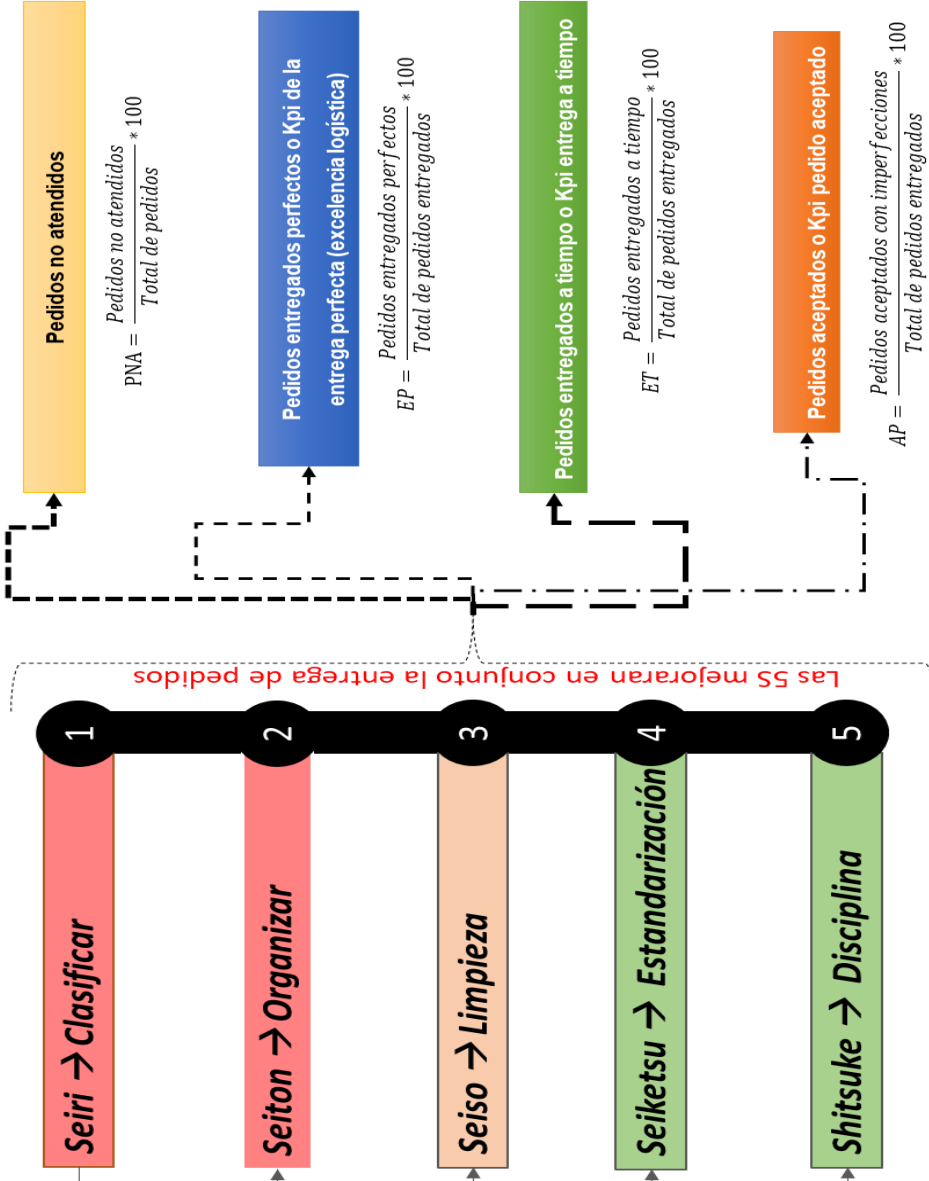 Seiri → Clasificar
Seiton → Organizar
Seiso → Limpieza
Seiketsu → Estandarización
Shitsuke → Disciplina
1
2
3
4
5
Las 5S mejoraran en conjunto la entrega de pedidos
Pedidos no atendidos
PNA = Pedidos no atendidos / Total de pedidos * 100
Pedidos entregados perfectos o Kpi de la
entrega perfecta (excelencia logística)
EP = Pedidos entregados perfectos / Total de pedidos entregados * 100
Pedidos entregados a tiempo o Kpi entrega a tiempo
ET = Pedidos entregados a tiempo / Total de pedidos entregados * 100
Pedidos aceptados o Kpi pedido aceptado
AP = Pedidos aceptados con imperfecciones / Total de pedidos entregados * 100